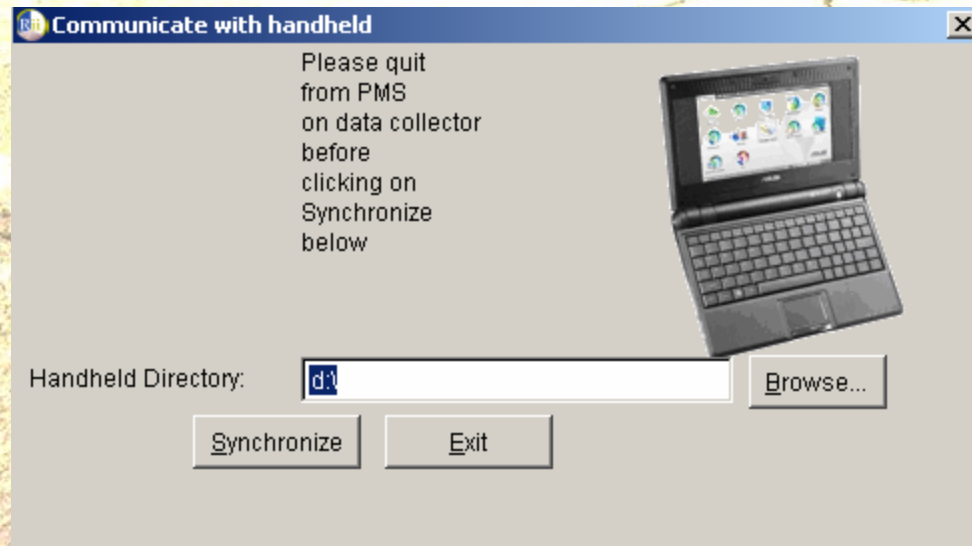 Communicate with handheld
Please quit
from PMS
on data collector
before
clicking on
Synchronize
below
Handheld Directory:
d:\
Browse...
Synchronize
Exit